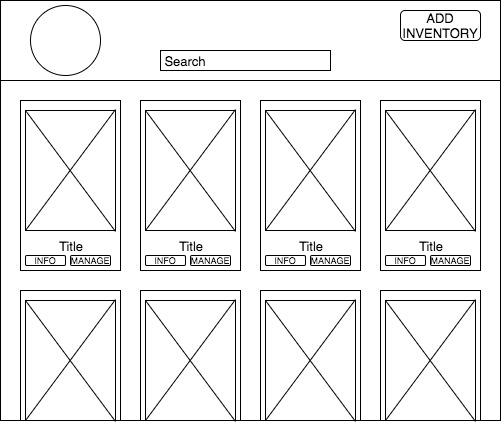 ADD
INVENTORY
Search
Title
Title
Title
Title
INFO MANAGE
INFO MANAGE
INFO MANAGE
INFO MANAGE